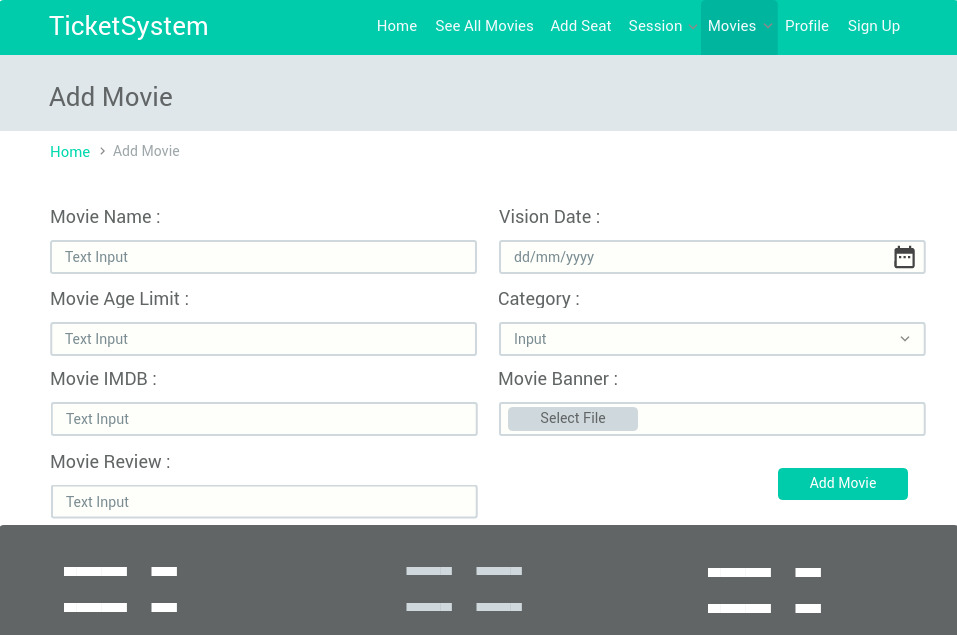 TicketSystem Home See All Movies Add Seat Session Movies Profile Sign Up
Add Movie
Home > Add Movie
Movie Name : Vision Date :
Text Input dd/mm/yyyy
Movie Age Limit : Category :
Text Input Input
Movie IMDB : Movie Banner :
Text Input Select File
Movie Review :
Text Input Add Movie